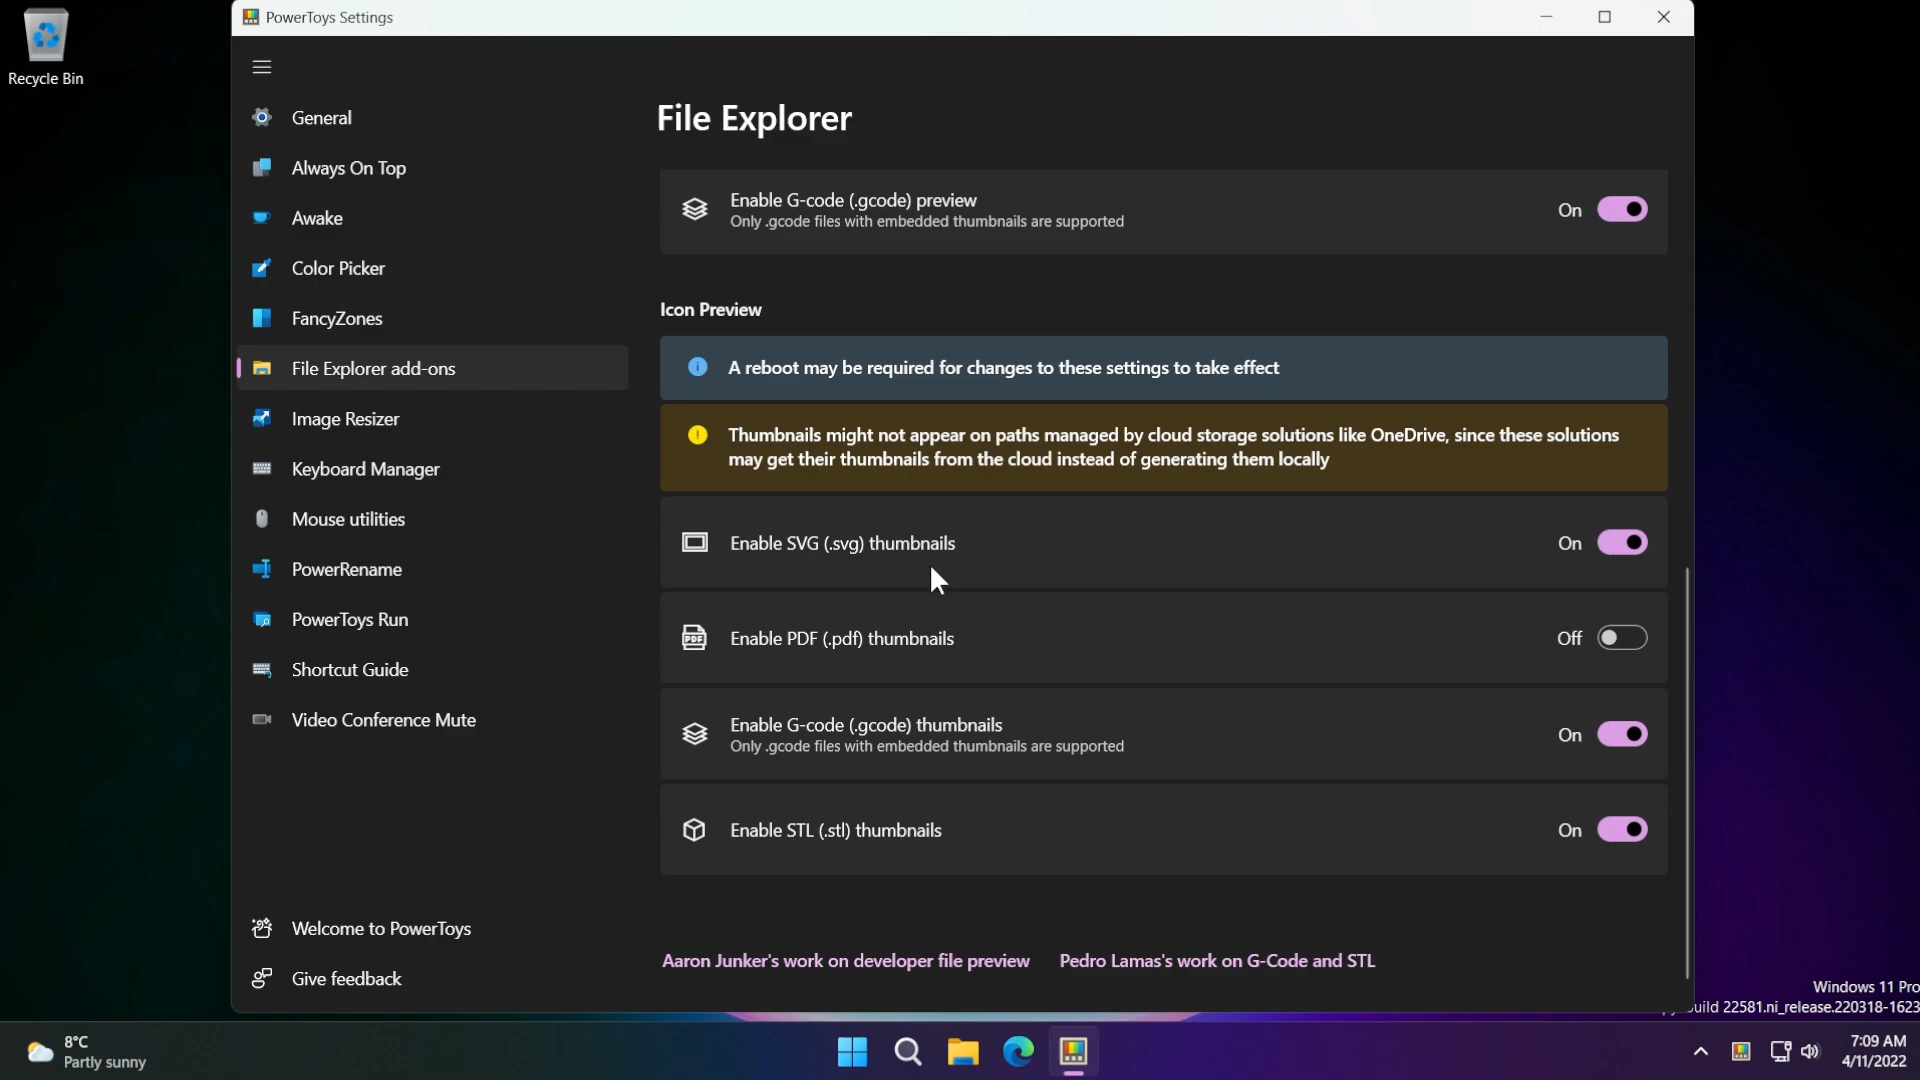 PowerToys Settings
Recycle Bin
General
Always On Top
Awake
Color Picker
FancyZones
File Explorer add-ons
Image Resizer
Keyboard Manager
Mouse utilities
PowerRename
PowerToys Run
Shortcut Guide
Video Conference Mute
Welcome to PowerToys
Give feedback
File Explorer
Enable G-code (.gcode) preview
Only .gcode files with embedded thumbnails are supported
On
Icon Preview
A reboot may be required for changes to these settings to take effect
Thumbnails might not appear on paths managed by cloud storage solutions like OneDrive, since these solutions
may get their thumbnails from the cloud instead of generating them locally
Enable SVG (.svg) thumbnails
On
PDF
Enable PDF (.pdf) thumbnails
Off
Enable G-code (.gcode) thumbnails
Only .gcode files with embedded thumbnails are supported
On
Enable STL (.stl) thumbnails
On
Aaron Junker's work on developer file preview
Pedro Lamas's work on G-Code and STL
Windows 11 Pro
22581.ni_release.220318-1623
8°C
Partly sunny
7:09 AM
4/11/2022